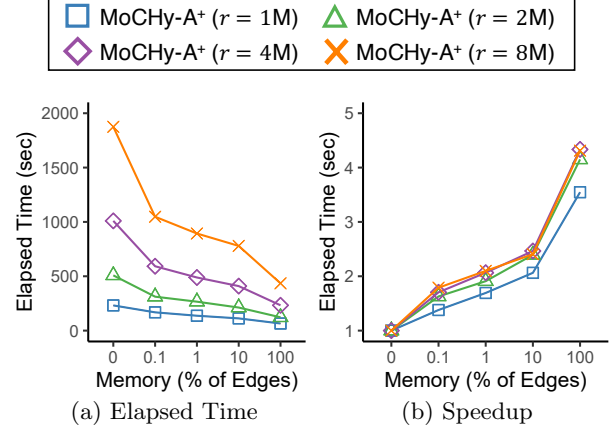 MoCHy-A⁺ (r = 1M) MoCHy-A⁺ (r = 2M)
MoCHy-A⁺ (r = 4M) MoCHy-A⁺ (r = 8M)
Elapsed Time (sec)
2000
1500
1000
500
0
0 0.1 1 10 100
Memory (% of Edges)
(a) Elapsed Time
Elapsed Time (sec)
5
4
3
2
1
0 0.1 1 10 100
Memory (% of Edges)
(b) Speedup